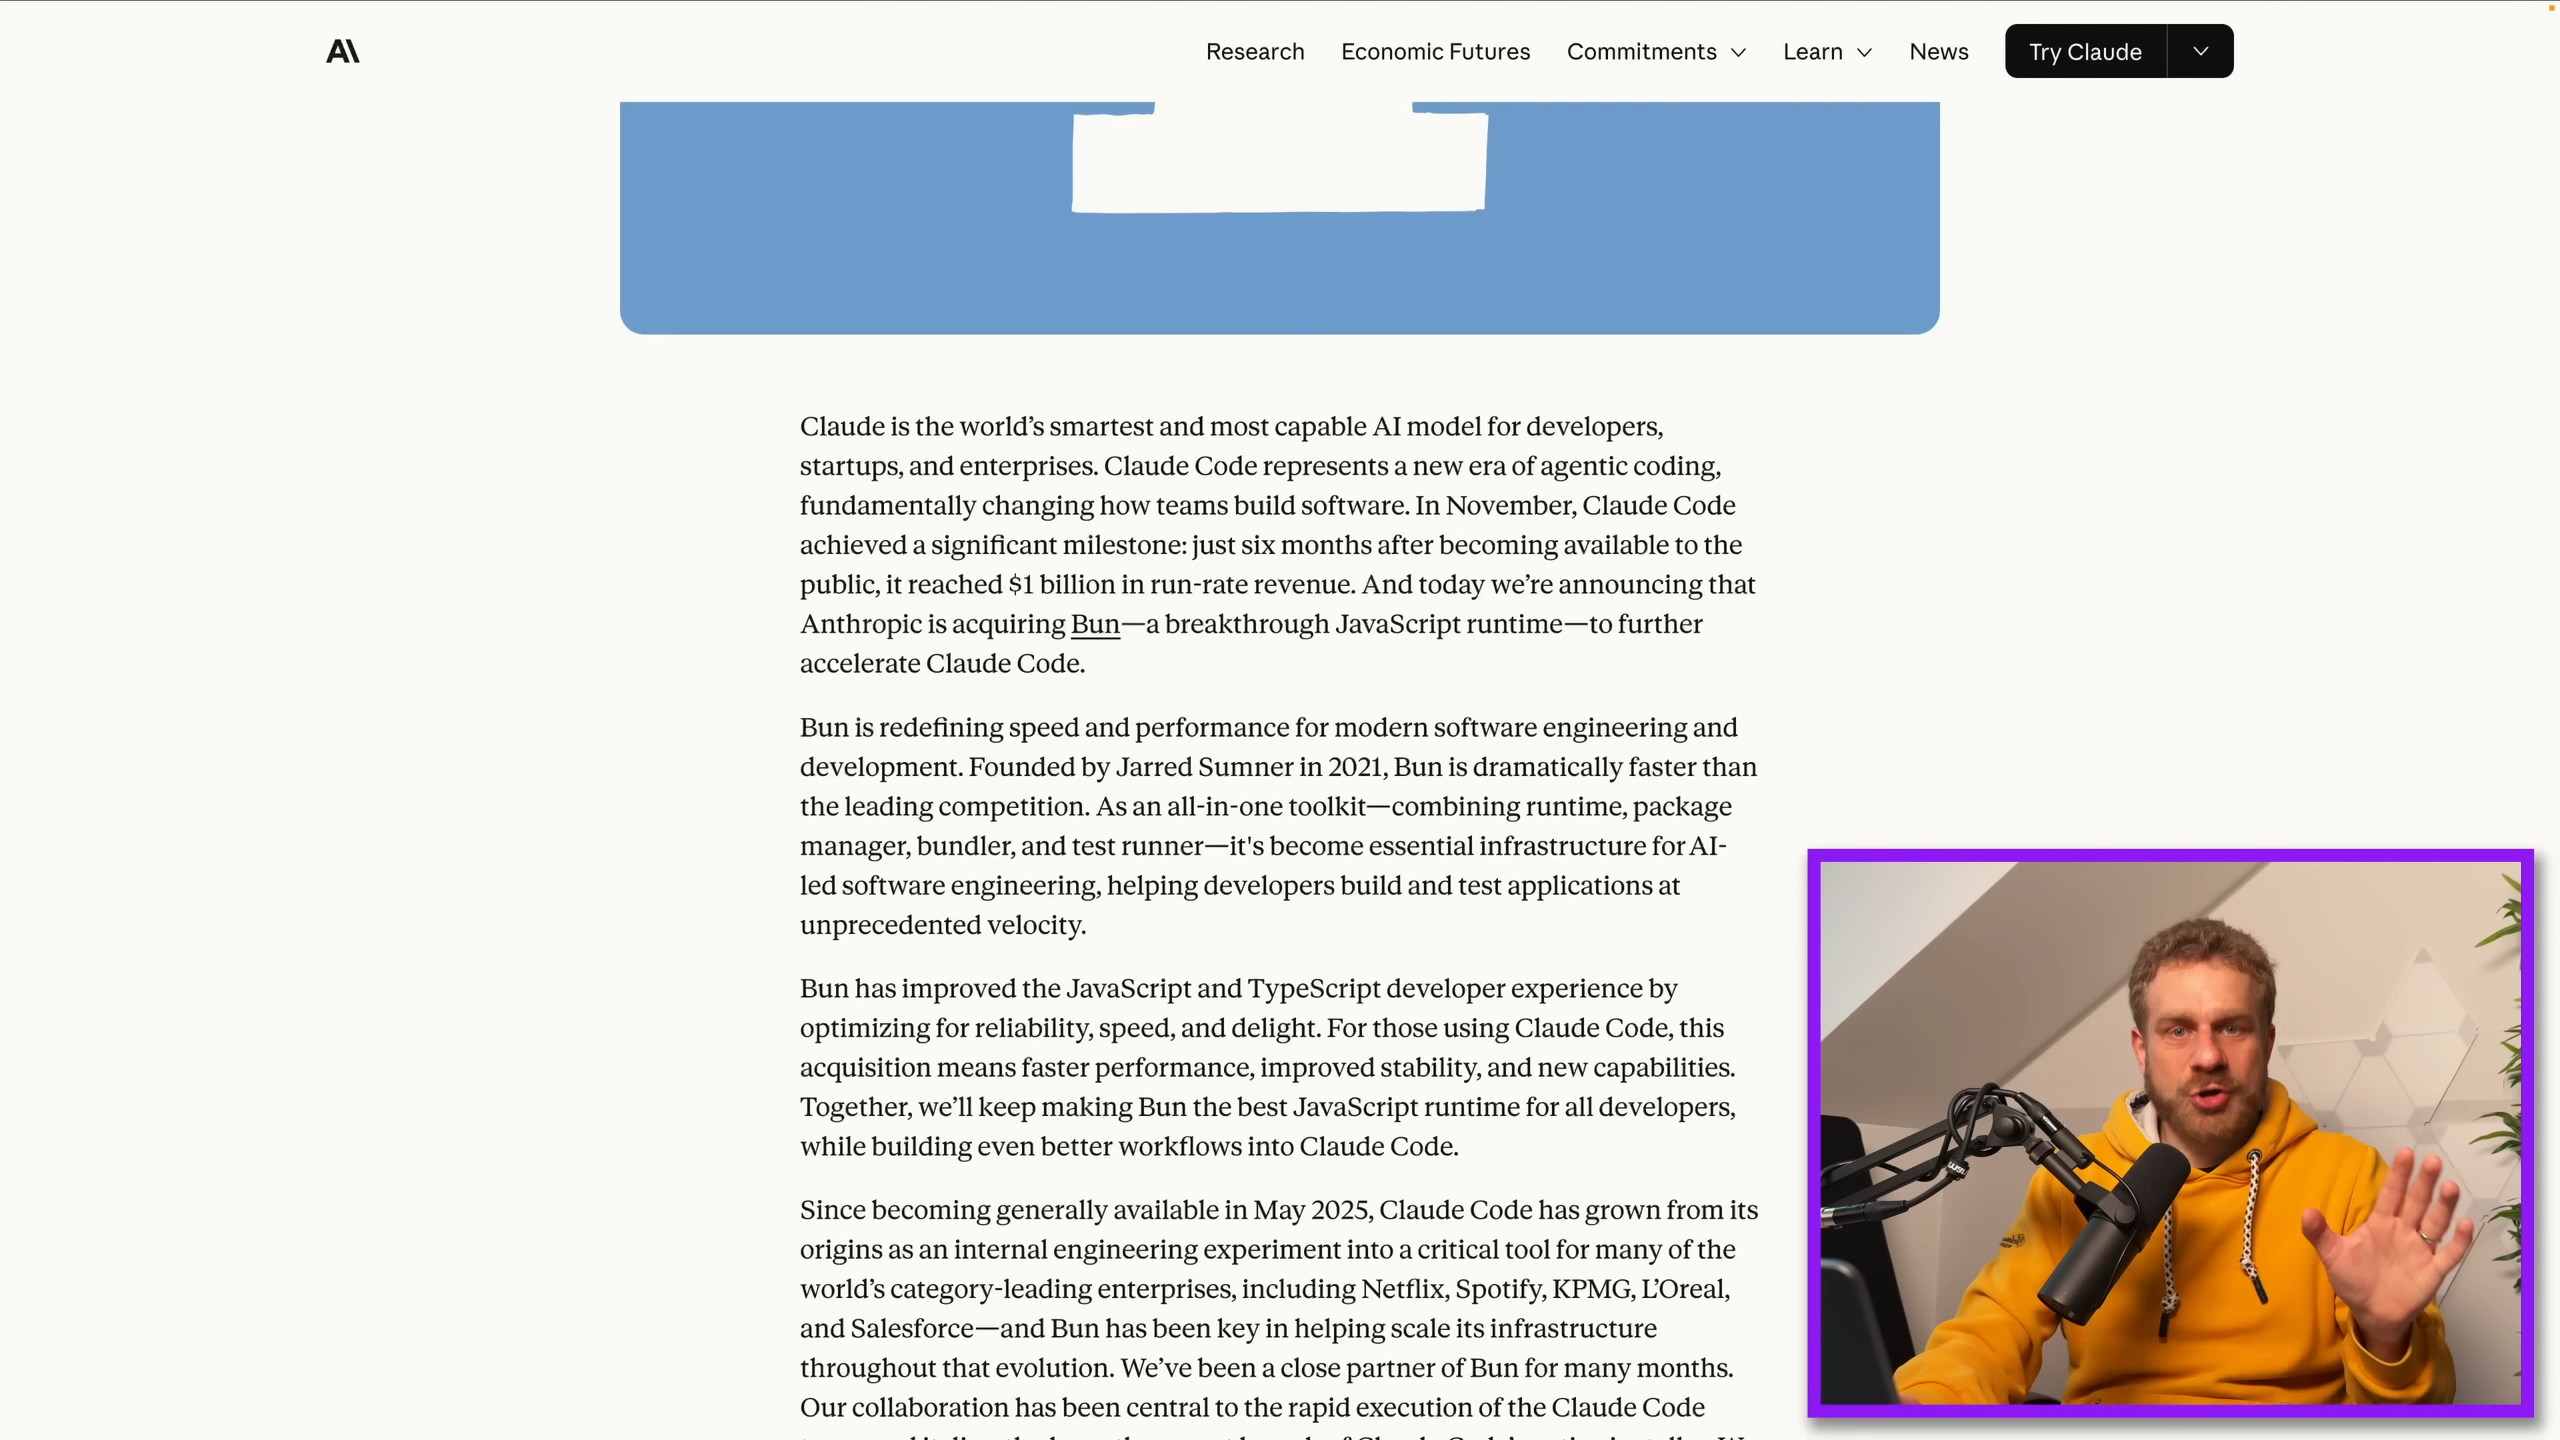 A\
Research
Economic Futures
Commitments
Learn
News
Try Claude
Claude is the world’s smartest and most capable AI model for developers,
startups, and enterprises. Claude Code represents a new era of agentic coding,
fundamentally changing how teams build software. In November, Claude Code
achieved a significant milestone: just six months after becoming available to the
public, it reached $1 billion in run-rate revenue. And today we’re announcing that
Anthropic is acquiring Bun—a breakthrough JavaScript runtime—to further
accelerate Claude Code.
Bun is redefining speed and performance for modern software engineering and
development. Founded by Jarred Sumner in 2021, Bun is dramatically faster than
the leading competition. As an all-in-one toolkit—combining runtime, package
manager, bundler, and test runner—it's become essential infrastructure for AI-
led software engineering, helping developers build and test applications at
unprecedented velocity.
Bun has improved the JavaScript and TypeScript developer experience by
optimizing for reliability, speed, and delight. For those using Claude Code, this
acquisition means faster performance, improved stability, and new capabilities.
Together, we’ll keep making Bun the best JavaScript runtime for all developers,
while building even better workflows into Claude Code.
Since becoming generally available in May 2025, Claude Code has grown from its
origins as an internal engineering experiment into a critical tool for many of the
world’s category-leading enterprises, including Netflix, Spotify, KPMG, L’Oreal,
and Salesforce—and Bun has been key in helping scale its infrastructure
throughout that evolution. We’ve been a close partner of Bun for many months.
Our collaboration has been central to the rapid execution of the Claude Code